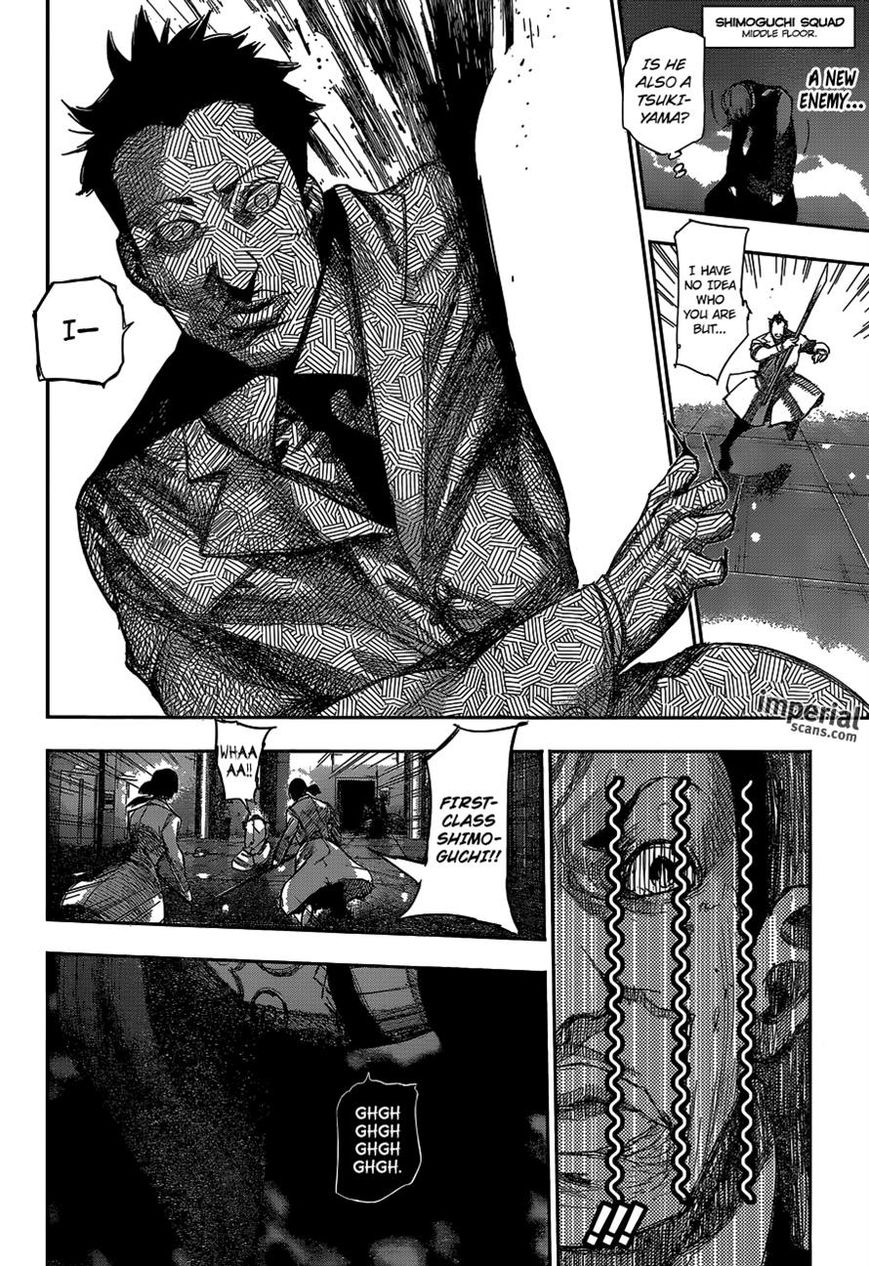 SHIMOGUCHI SQUAD
MIDDLE FLOOR.
A NEW
ENEMY...
IS HE
ALSO A
TSUKI-
YAMA?
I HAVE
NO IDEA
WHO
YOU ARE
BUT...
I—
imperial
scans.com
!!!
FIRST-
CLASS
SHIMO-
GUCHI!!
WHAA
AA!!
GHGH
GHGH
GHGH
GHGH.